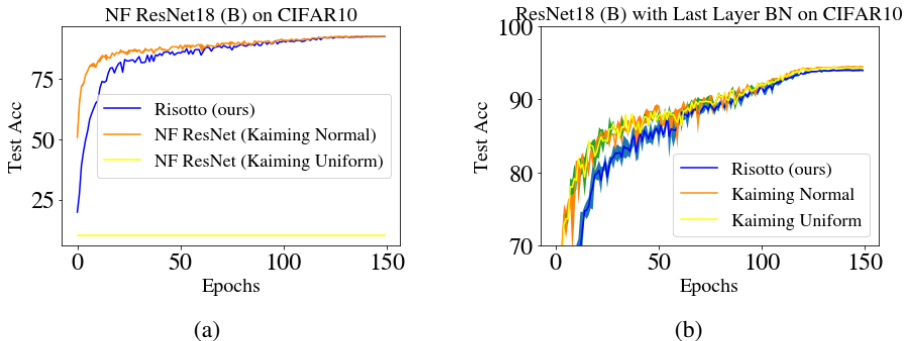 NF ResNet18 (B) on CIFAR10
75
50
25
Test Acc
Risotto (ours)
NF ResNet (Kaiming Normal)
NF ResNet (Kaiming Uniform)
0 50 100 150
Epochs
(a)
ResNet18 (B) with Last Layer BN on CIFAR10
100
90
80
70
Test Acc
Risotto (ours)
Kaiming Normal
Kaiming Uniform
0 50 100 150
Epochs
(b)